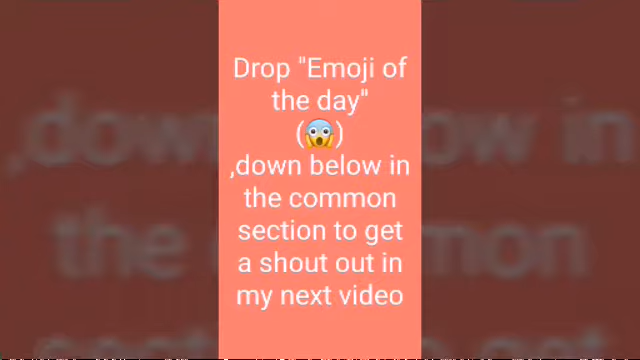 Drop "Emoji of
the day"
(😱)
,down below in
the common
section to get
a shout out in
my next video